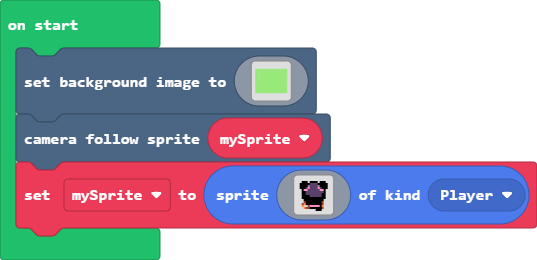 on start
set background image to
camera follow sprite mySprite
set mySprite to sprite of kind Player